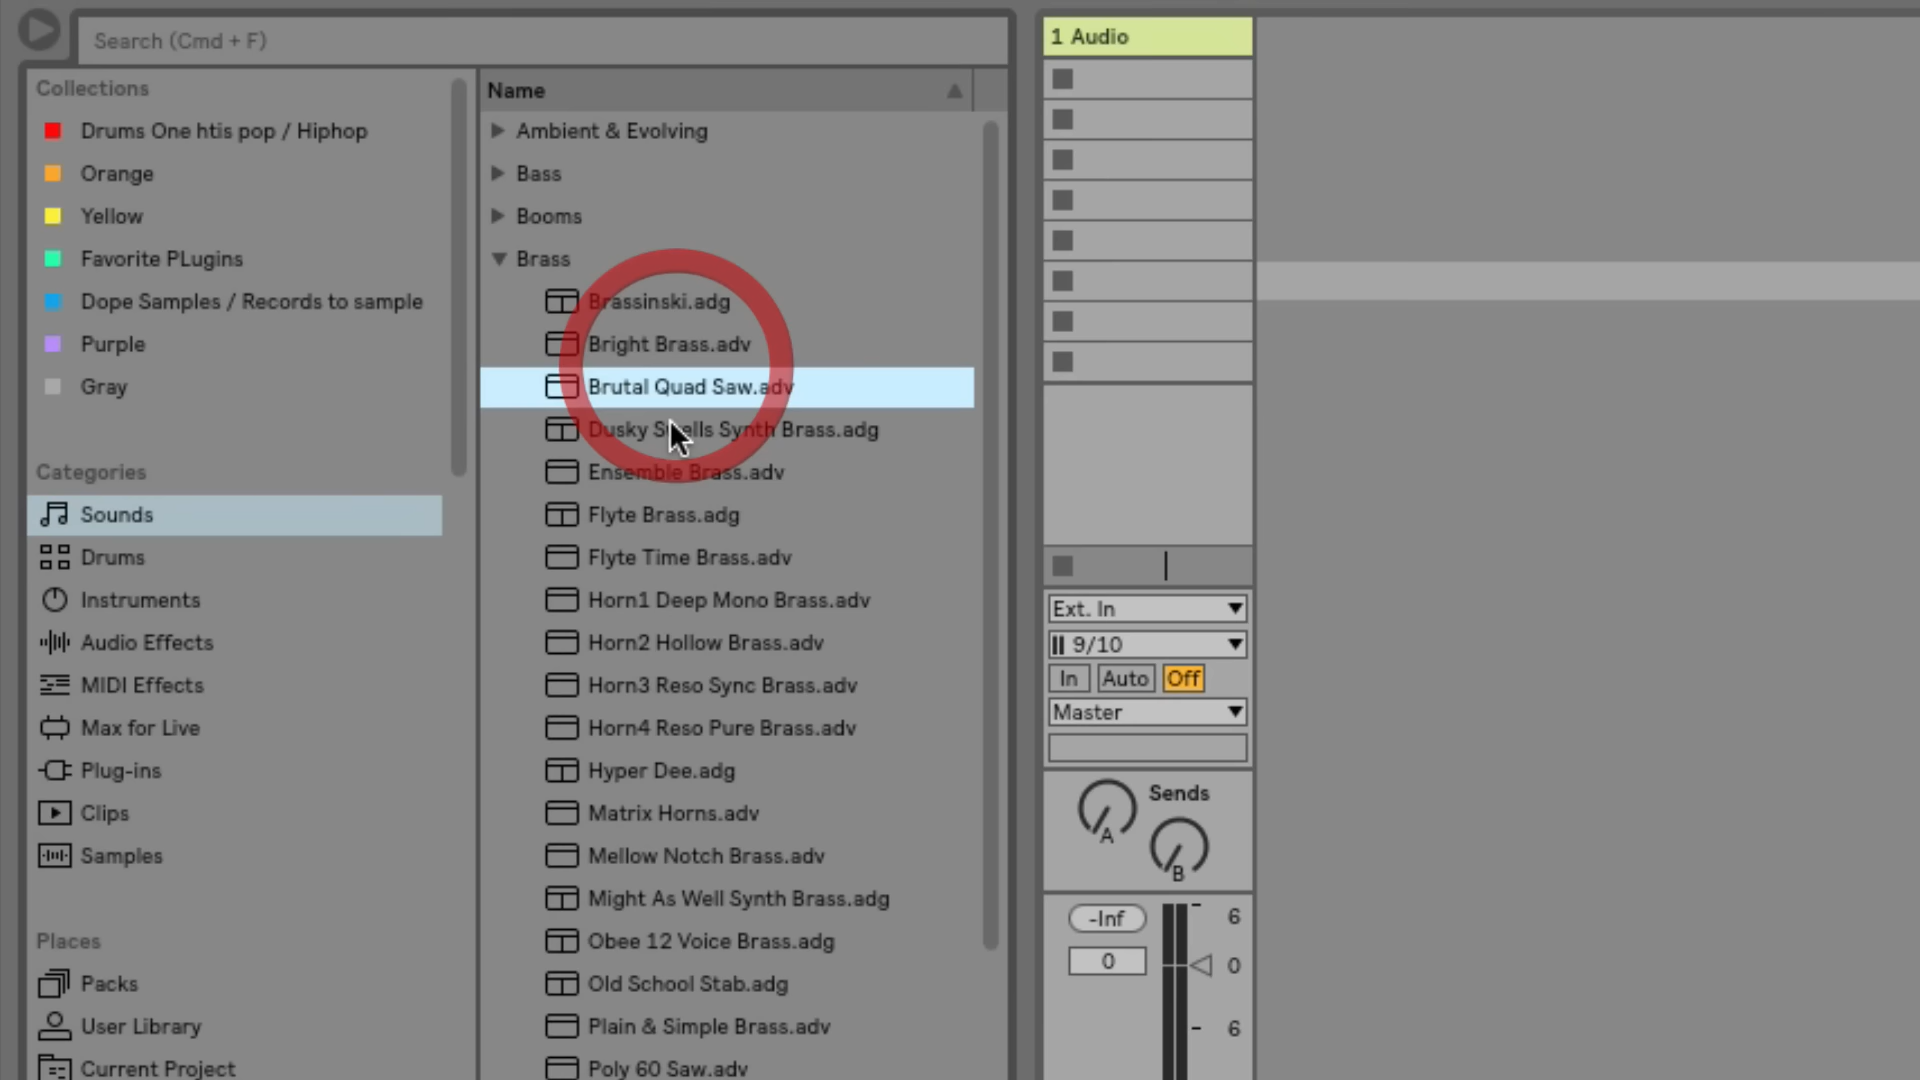 Search (Cmd + F)
Collections
Drums One htis pop / Hiphop
Orange
Yellow
Favorite PLugins
Dope Samples / Records to sample
Purple
Gray
Categories
Sounds
Drums
Instruments
Audio Effects
MIDI Effects
Max for Live
Plug-ins
Clips
Samples
Places
Packs
User Library
Current Project
Name
Ambient & Evolving
Bass
Booms
Brass
Brassinski.adg
Bright Brass.adv
Brutal Quad Saw.adv
Dusky Swells Synth Brass.adg
Ensemble Brass.adv
Flyte Brass.adg
Flyte Time Brass.adv
Horn1 Deep Mono Brass.adv
Horn2 Hollow Brass.adv
Horn3 Reso Sync Brass.adv
Horn4 Reso Pure Brass.adv
Hyper Dee.adg
Matrix Horns.adv
Mellow Notch Brass.adv
Might As Well Synth Brass.adg
Obee 12 Voice Brass.adg
Old School Stab.adg
Plain & Simple Brass.adv
Poly 60 Saw.adv
1 Audio
Ext. In
9/10
In Auto Off
Master
Sends
A
B
-Inf 6
0 0
6